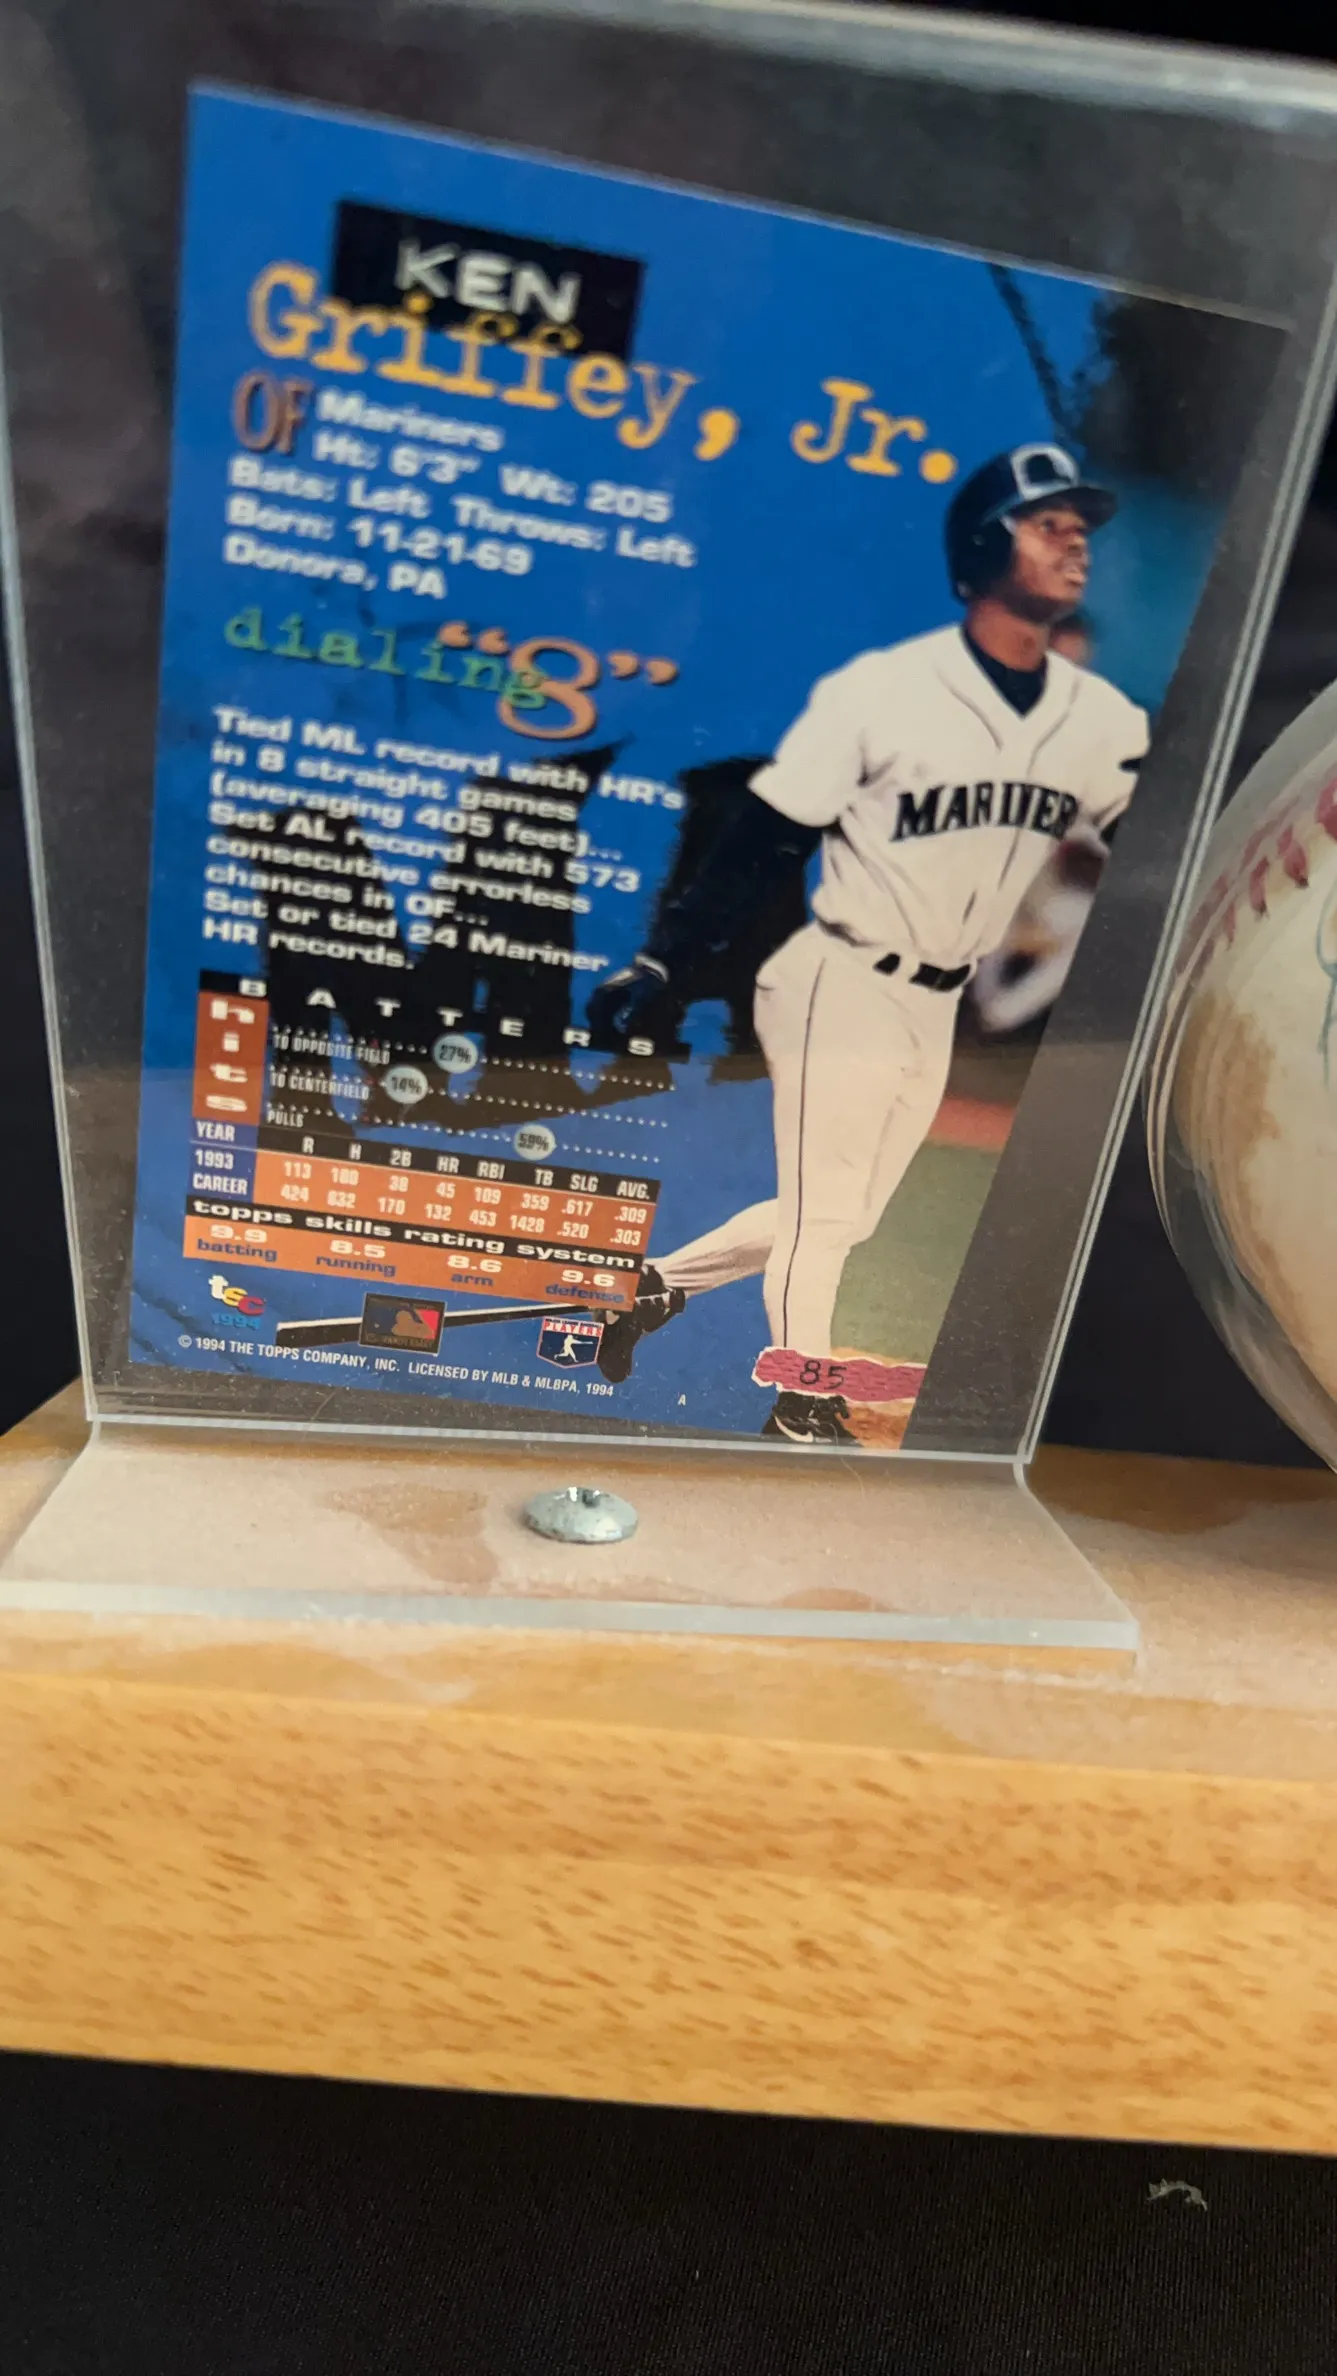 KEN
Griffey, Jr.
OF Mariners
Ht: 6'3" Wt: 205
Bats: Left Throws: Left
Born: 11-21-69
Donora, PA
dialing “8”
Tied ML record with HR's
in 8 straight games
(averaging 405 feet)...
Set AL record with 573
consecutive errorless
chances in OF...
Set or tied 24 Mariner
HR records.
BATTERS
hits
TO OPPOSITE FIELD 27%
TO CENTERFIELD 14%
PULLS 59%
YEAR R H 2B HR RBI TB SLG AVG.
1993 113 180 38 45 109 359 .617 .309
CAREER 424 832 170 132 453 1428 .520 .303
topps skills rating system
9.9 8.5 8.6 9.6
batting running arm defense
tsc
1994
PLAYERS
© 1994 THE TOPPS COMPANY, INC. LICENSED BY MLB & MLBPA, 1994
A
MARINER
85